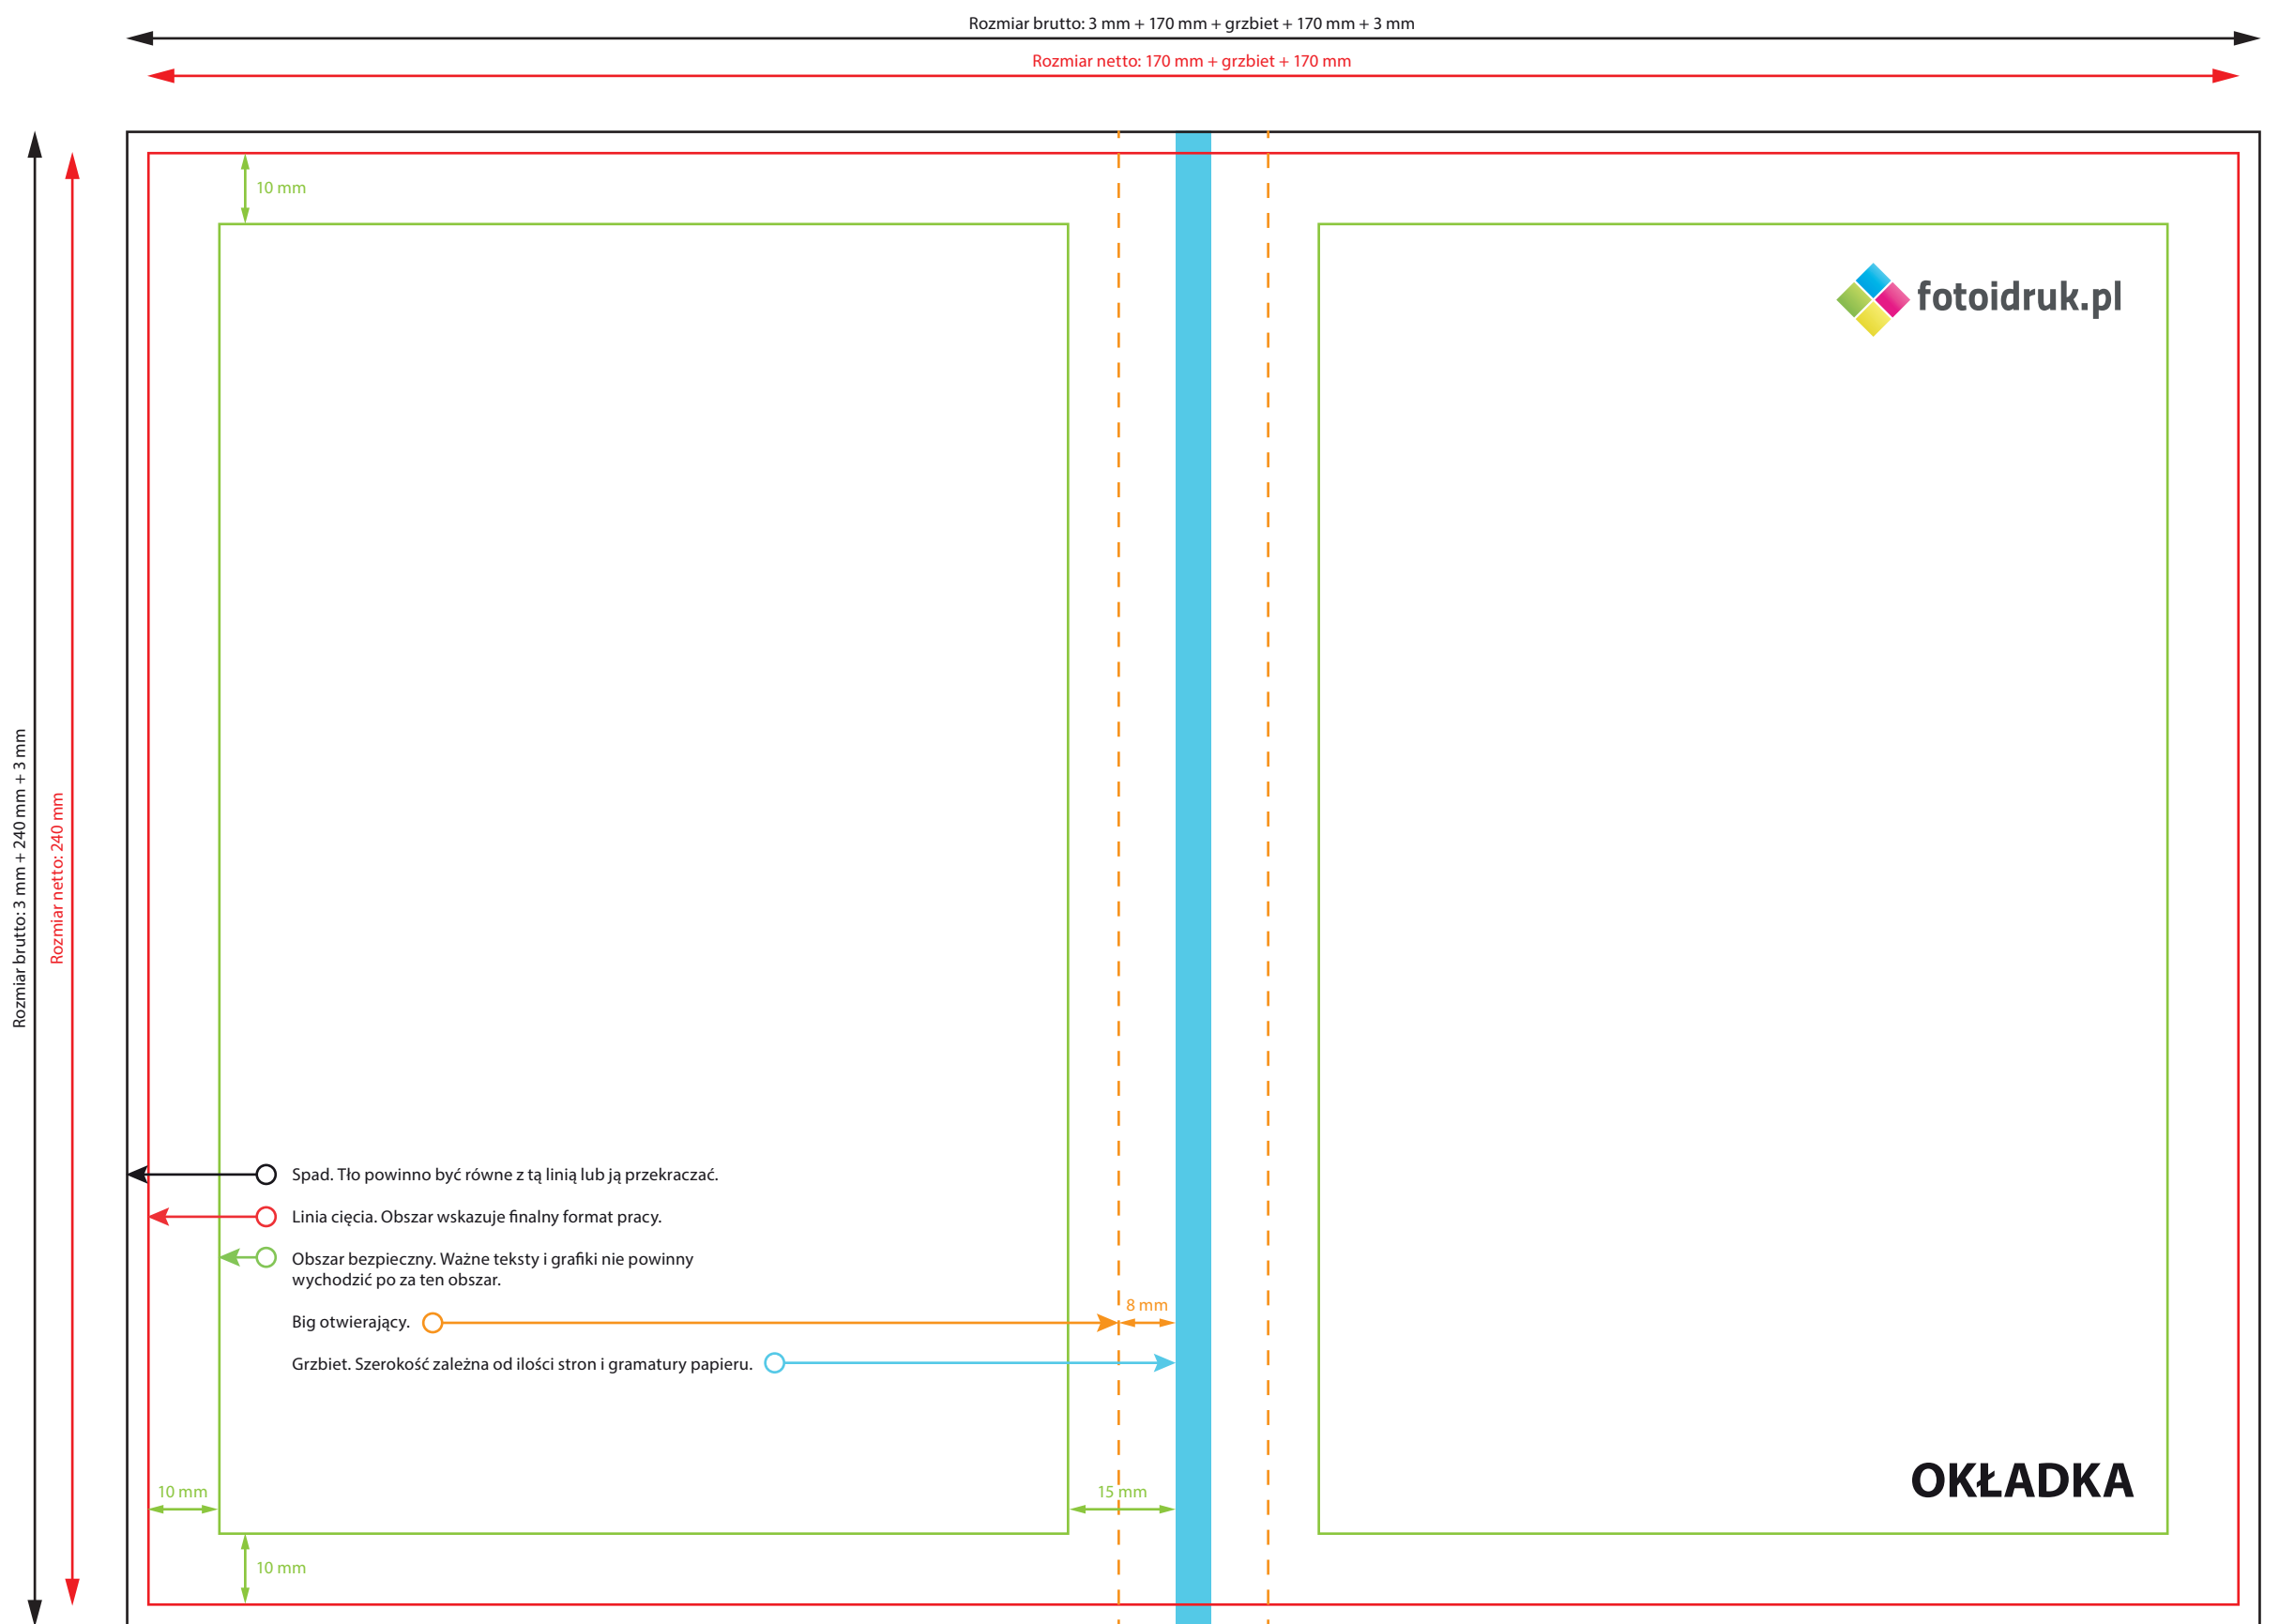 Rozmiar brutto: 3 mm + 170 mm + grzbiet + 170 mm + 3 mm
Rozmiar netto: 170 mm + grzbiet + 170 mm
10 mm
fotoidruk.pl
Rozmiar brutto: 3 mm + 240 mm + 3 mm
Rozmiar netto: 240 mm
Spad. Tło powinno być równe z tą linią lub ją przekraczać.
Linia cięcia. Obszar wskazuje finalny format pracy.
Obszar bezpieczny. Ważne teksty i grafiki nie powinny
wychodzić po za ten obszar.
8 mm
Big otwierający.
Grzbiet. Szerokość zależna od ilości stron i gramatury papieru.
OKŁADKA
10 mm
15 mm
10 mm